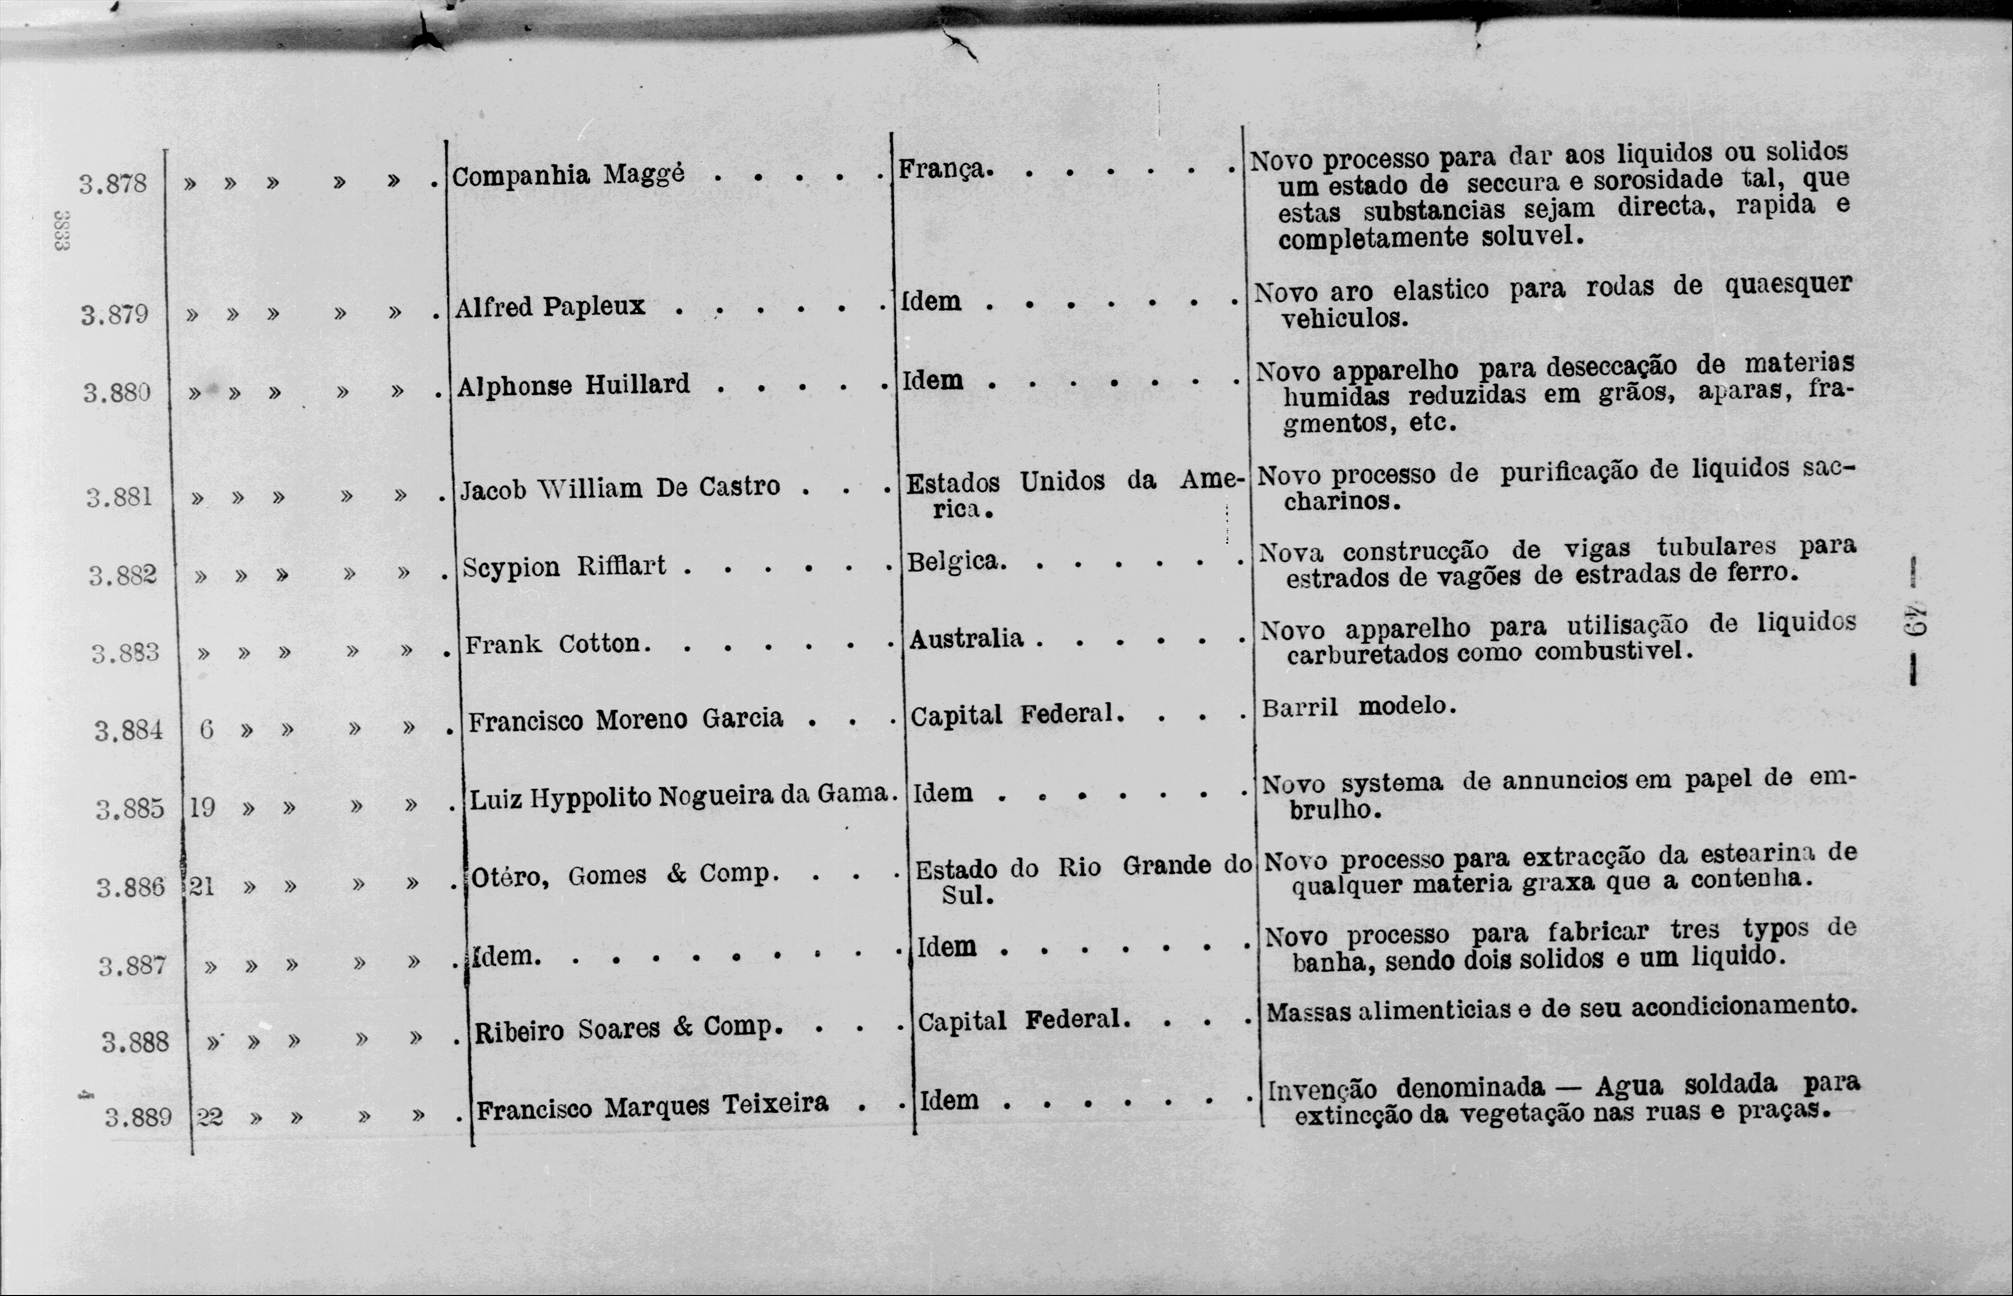 3.878 » » » » » . Companhia Maggé . . . . . França. . . . . . . Novo processo para dar aos liquidos ou solidos
um estado de seccura e sorosidade tal, que
estas substancias sejam directa, rapida e
completamente soluvel.
3833
3.879 » » » » » . Alfred Papleux . . . . . . Idem . . . . . . . Novo aro elastico para rodas de quaesquer
vehiculos.
3.880 » » » » » . Alphonse Huillard . . . . . Idem . . . . . . . Novo apparelho para deseccação de materias
humidas reduzidas em grãos, aparas, fra-
gmentos, etc.
3.881 » » » » » . Jacob William De Castro . . . Estados Unidos da Ame- Novo processo de purificação de liquidos sac-
rica. charinos.
3.882 » » » » » . Scypion Rifflart . . . . . . Belgica. . . . . . . Nova construcção de vigas tubulares para
estrados de vagões de estradas de ferro.
— 49 —
3.883 » » » » » . Frank Cotton. . . . . . . Australia . . . . . . Novo apparelho para utilisação de liquidos
carburetados como combustivel.
3.884 6 » » » » . Francisco Moreno Garcia . . . Capital Federal. . . . Barril modelo.
3.885 19 » » » » . Luiz Hyppolito Nogueira da Gama. Idem . . . . . . . Novo systema de annuncios em papel de em-
brulho.
3.886 21 » » » » . Otéro, Gomes & Comp. . . . Estado do Rio Grande do Novo processo para extracção da estearina de
Sul. qualquer materia graxa que a contenha.
3.887 » » » » » . Idem. . . . . . . . . . Idem . . . . . . . Novo processo para fabricar tres typos de
banha, sendo dois solidos e um liquido.
3.888 » » » » » . Ribeiro Soares & Comp. . . . Capital Federal. . . . Massas alimenticias e de seu acondicionamento.
4
3.889 22 » » » » . Francisco Marques Teixeira . . Idem . . . . . . . Invenção denominada — Agua soldada para
extincção da vegetação nas ruas e praças.